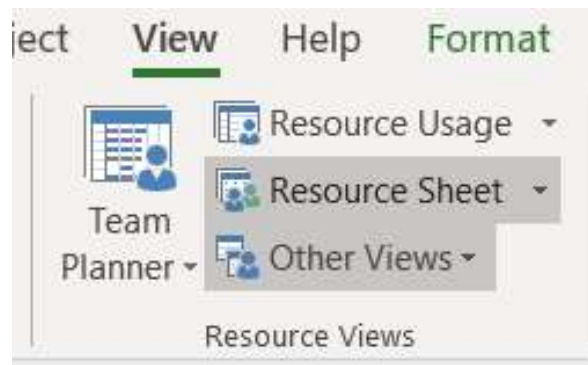 ject View Help Format
Resource Usage
Resource Sheet
Team
Planner
Other Views
Resource Views